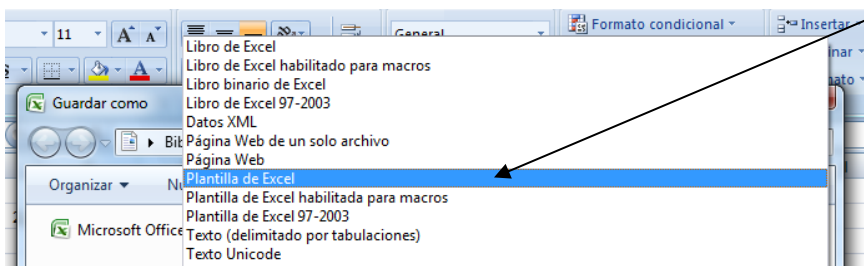 11 A A General Formato condicional Insertar
Libro de Excel
Libro de Excel habilitado para macros
Libro binario de Excel
Guardar como Libro de Excel 97-2003
Datos XML
Bib Página Web de un solo archivo
Página Web
Organizar Nu Plantilla de Excel
Plantilla de Excel habilitada para macros
Plantilla de Excel 97-2003
Microsoft Office Texto (delimitado por tabulaciones)
Texto Unicode